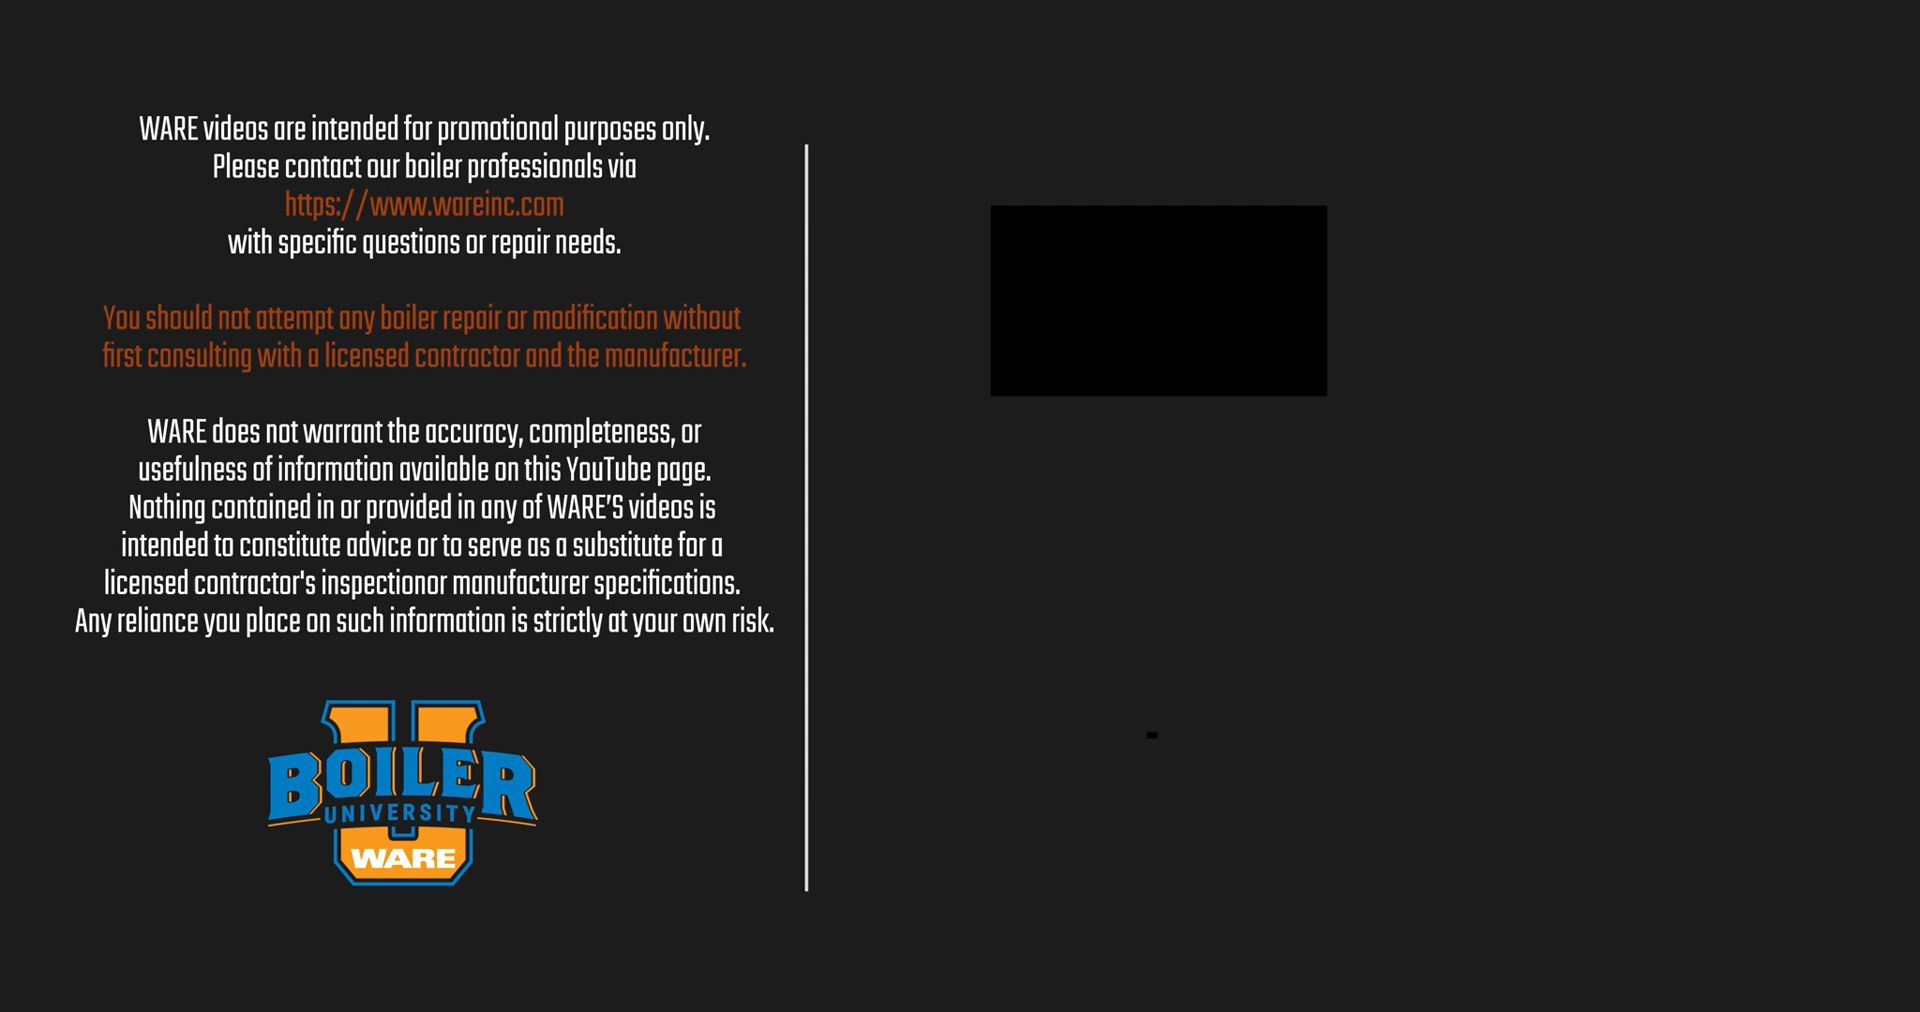 WARE videos are intended for promotional purposes only.
Please contact our boiler professionals via
https://www.wareinc.com
with specific questions or repair needs.
You should not attempt any boiler repair or modification without
first consulting with a licensed contractor and the manufacturer.
WARE does not warrant the accuracy, completeness, or
usefulness of information available on this YouTube page.
Nothing contained in or provided in any of WARE'S videos is
intended to constitute advice or to serve as a substitute for a
licensed contractor's inspectionor manufacturer specifications.
Any reliance you place on such information is strictly at your own risk.
BOILER
UNIVERSITY
WARE